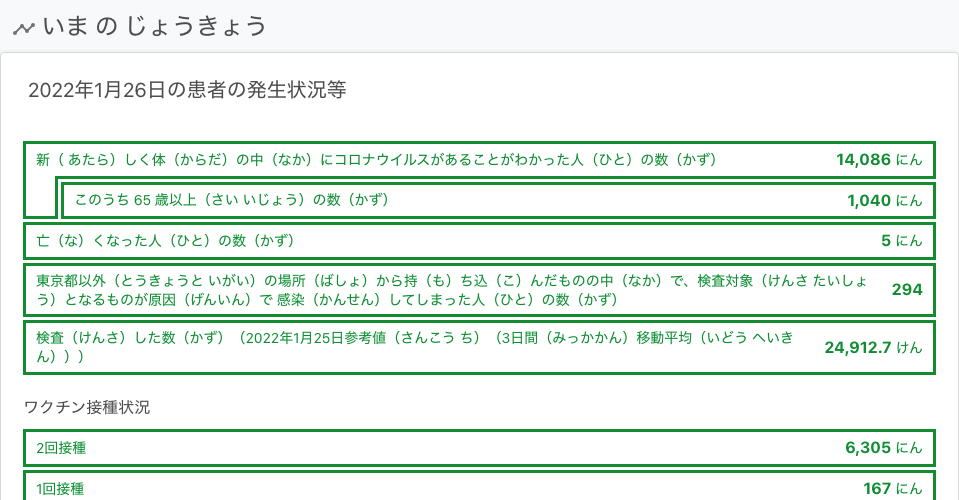 いま の じょうきょう
2022年1月26日の患者の発生状況等
新（ あたら）しく体（からだ）の中（なか）にコロナウイルスがあることがわかった人（ひと）の数（かず） 14,086 にん
このうち 65 歳以上（さい いじょう）の数（かず） 1,040 にん
亡（な）くなった人（ひと）の数（かず） 5 にん
東京都以外（とうきょうと いがい）の場所（ばしょ）から持（も）ち込（こ）んだものの中（なか）で、検査対象（けんさ たいしょ
う）となるものが原因（げんいん）で 感染（かんせん）してしまった人（ひと）の数（かず） 294
検査（けんさ）した数（かず）（2022年1月25日参考値（さんこう ち）（3日間（みっかかん）移動平均（いどう へいき
ん））） 24,912.7 けん
ワクチン接種状況
2回接種 6,305 にん
1回接種 167 にん